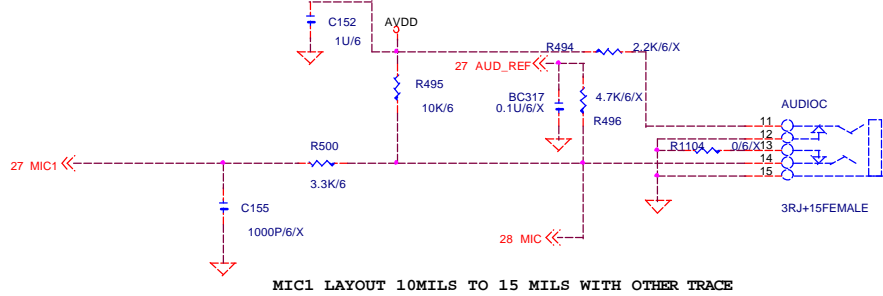 C152
1U/6
AVDD
R494
2.2K/6/X
27 AUD_REF
R495
10K/6
BC317
0.1U/6/X
4.7K/6/X
R496
AUDIOC
11
12
R1104
0/6/X
13
14
15
R500
3.3K/6
27 MIC1
C155
1000P/6/X
28 MIC
3RJ+15FEMALE
MIC1 LAYOUT 10MILS TO 15 MILS WITH OTHER TRACE